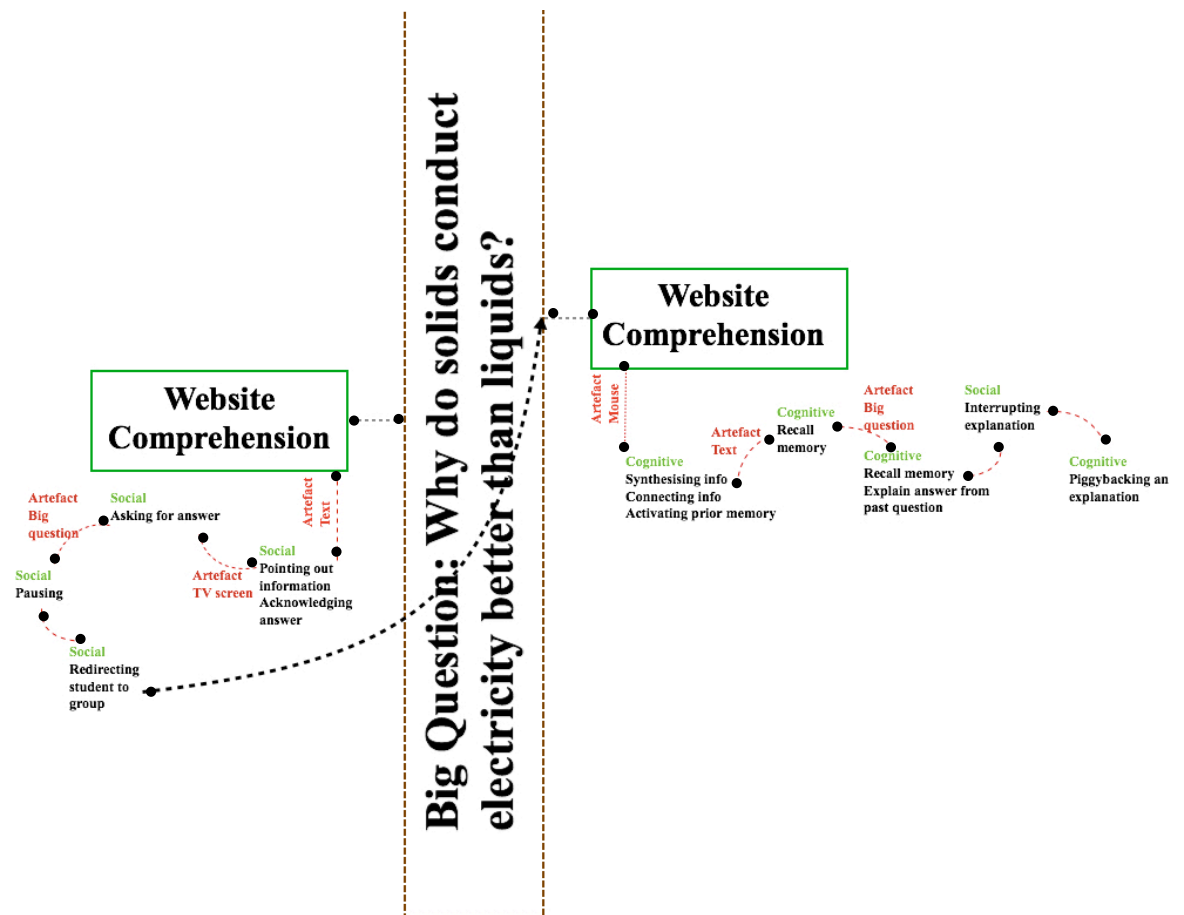 Website
Comprehension
Artefact
Text
Social
Pointing out
information
Acknowledging
answer
Artefact
TV screen
Social
Asking for answer
Artefact
Big
question
Social
Pausing
Social
Redirecting
student to
group
Big Question: Why do solids conduct
electricity better than liquids?
Website
Comprehension
Artefact
Mouse
Cognitive
Synthesising info
Connecting info
Activating prior memory
Artefact
Text
Cognitive
Recall
memory
Artefact
Big
question
Cognitive
Recall memory
Explain answer from
past question
Social
Interrupting
explanation
Cognitive
Piggybacking an
explanation